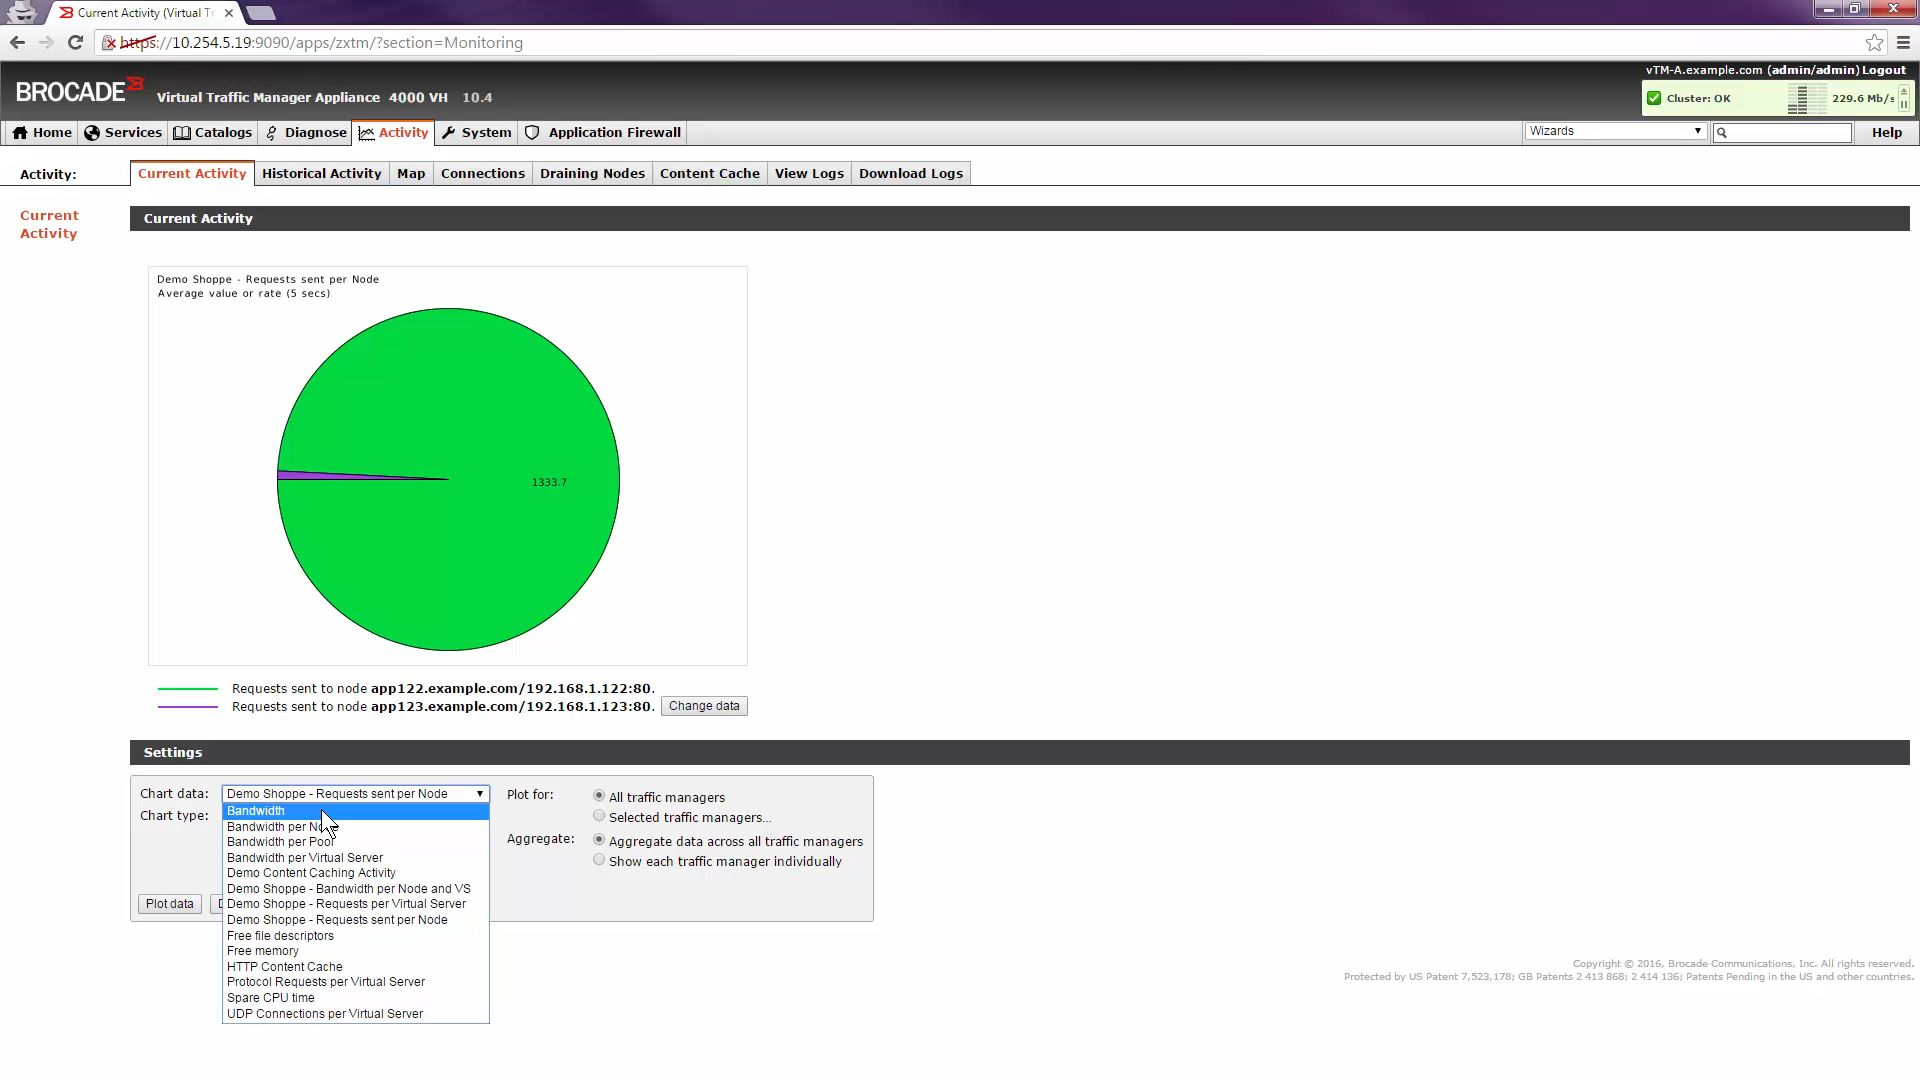 Current Activity (Virtual T
https://10.254.5.19:9090/apps/zxtm/?section=Monitoring
vTM-A.example.com (admin/admin) Logout
BROCADE
Virtual Traffic Manager Appliance 4000 VH 10.4
Cluster: OK
229.6 Mb/s
Home
Services
Catalogs
Diagnose
Activity
System
Application Firewall
Wizards
Help
Activity:
Current Activity
Historical Activity
Map
Connections
Draining Nodes
Content Cache
View Logs
Download Logs
Current
Activity
Current Activity
Demo Shoppe - Requests sent per Node
Average value or rate (5 secs)
1333.7
Requests sent to node app122.example.com/192.168.1.122:80.
Requests sent to node app123.example.com/192.168.1.123:80.
Change data
Settings
Chart data:
Demo Shoppe - Requests sent per Node
Chart type:
Bandwidth
Bandwidth per
Bandwidth per Pool
Bandwidth per Virtual Server
Demo Content Caching Activity
Demo Shoppe - Bandwidth per Node and VS
Demo Shoppe - Requests per Virtual Server
Demo Shoppe - Requests sent per Node
Free file descriptors
Free memory
HTTP Content Cache
Protocol Requests per Virtual Server
Spare CPU time
UDP Connections per Virtual Server
Plot data
Plot for:
All traffic managers
Selected traffic managers...
Aggregate:
Aggregate data across all traffic managers
Show each traffic manager individually
Copyright © 2016, Brocade Communications, Inc. All rights reserved.
Protected by US Patent 7,523,178; GB Patents 2 413 868; 2 414 136; Patents Pending in the US and other countries.